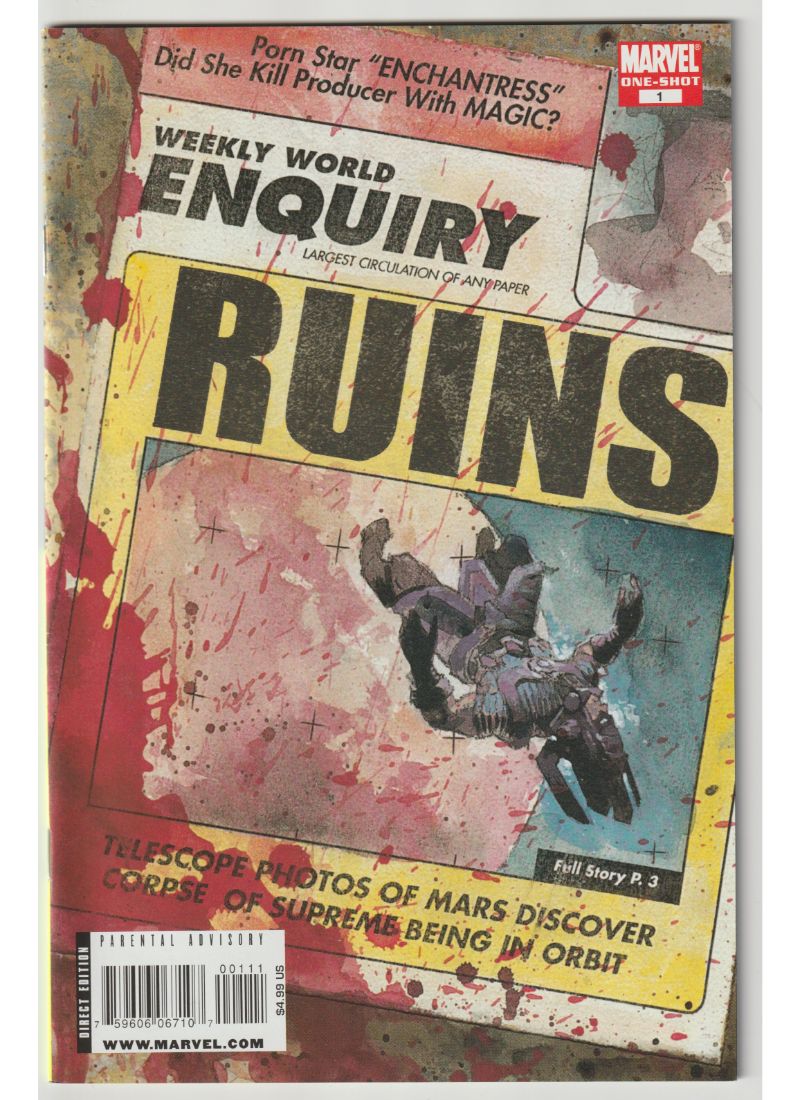 Porn Star "ENCHANTRESS"
Did She Kill Producer With MAGIC?
MARVEL®
ONE-SHOT
1
WEEKLY WORLD
ENQUIRY
LARGEST CIRCULATION OF ANY PAPER
RUINS
Full Story P. 3
TELESCOPE PHOTOS OF MARS DISCOVER
CORPSE OF SUPREME BEING IN ORBIT
DIRECT EDITION
PARENTAL ADVISORY
00111
$4.99 US
7 59606 06710 7
WWW.MARVEL.COM